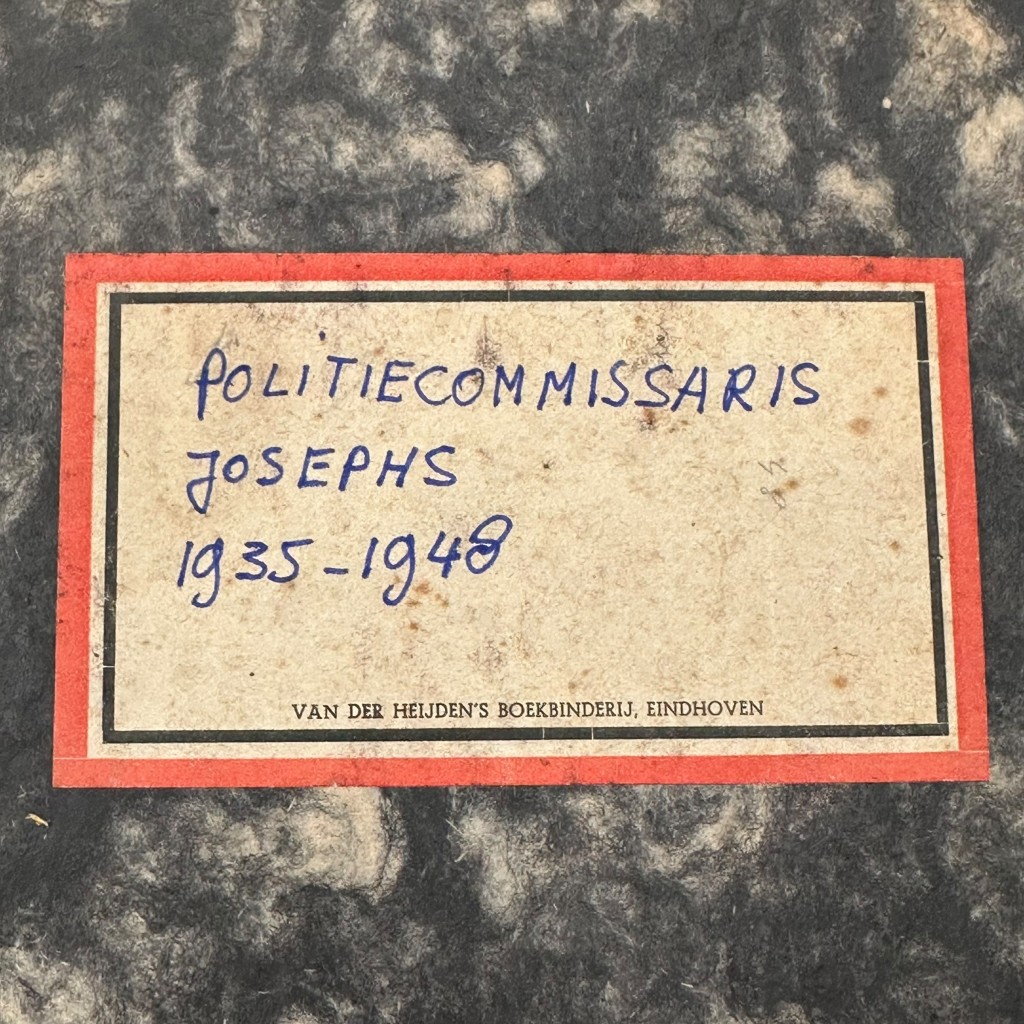 POLITIECOMMISSARIS
JOSEPHS
1935-1948
VAN DER HEIJDEN'S BOEKBINDERIJ, EINDHOVEN